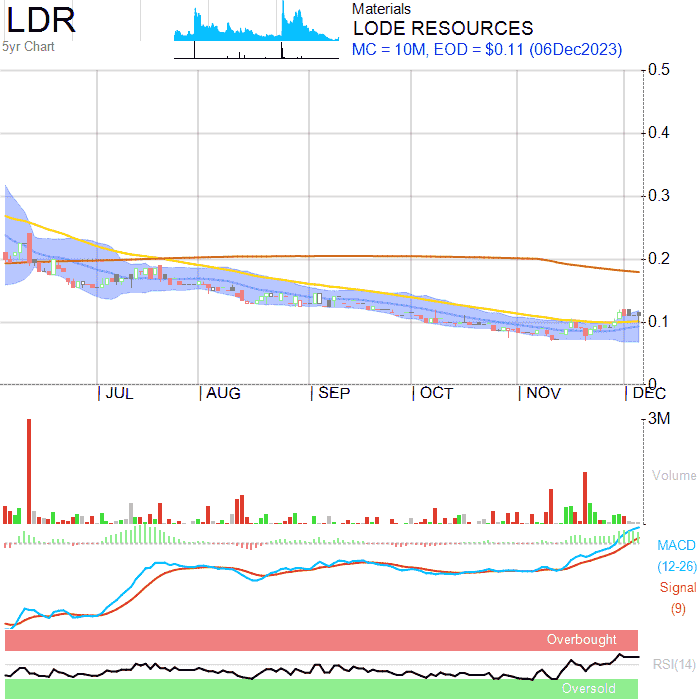 LDR
5yr Chart
Materials
LODE RESOURCES
MC = 10M, EOD = $0.11 (06Dec2023)
0.5
0.4
0.3
0.2
0.1
0
JUL
AUG
SEP
OCT
NOV
DEC
3M
Volume
MACD
(12-26)
Signal
(9)
Overbought
RSI(14)
Oversold